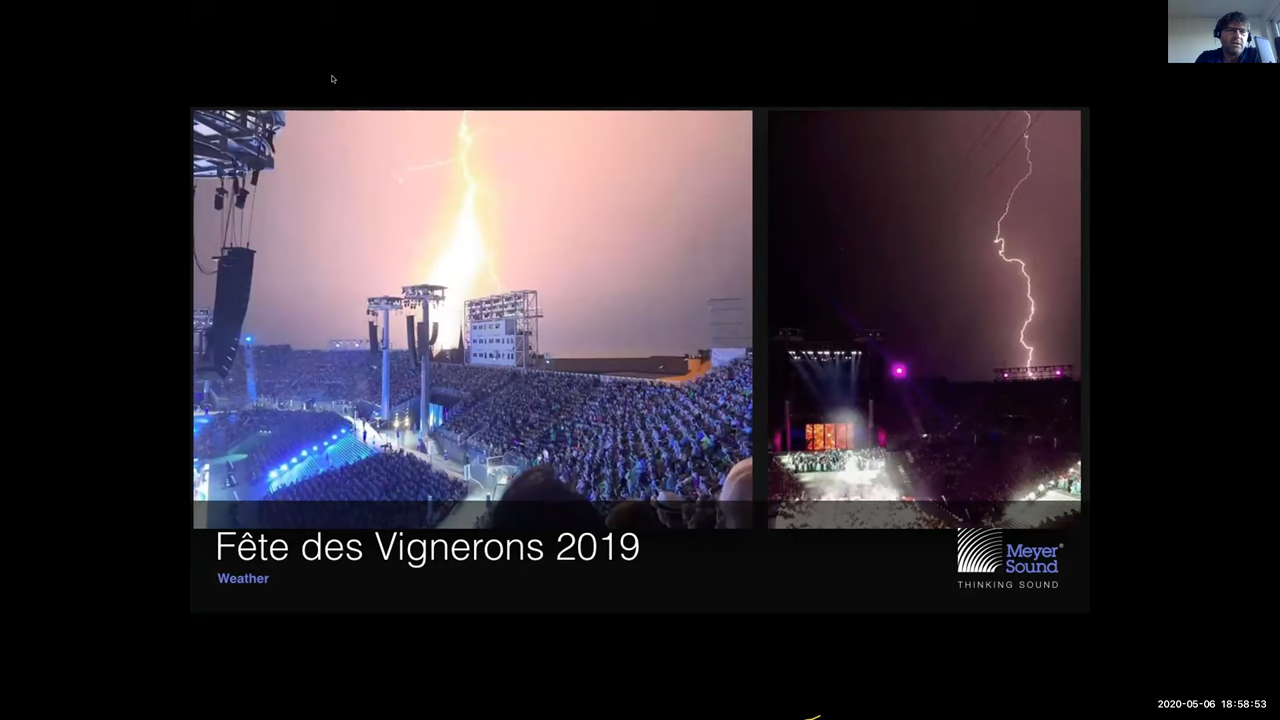 Fête des Vignerons 2019
Weather
Meyer®
Sound
THINKING SOUND
2020-05-06 18:58:53